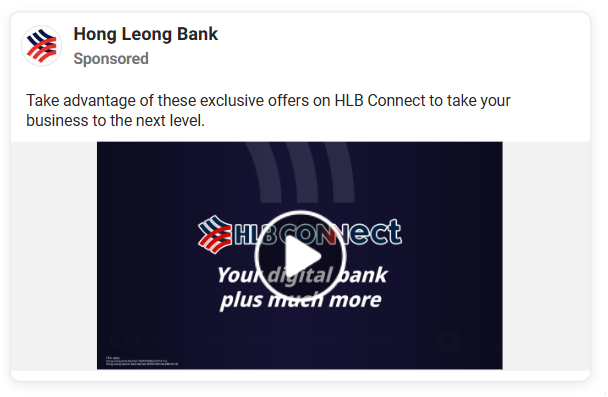 Hong Leong Bank
Sponsored
Take advantage of these exclusive offers on HLB Connect to take your
business to the next level.
HLBCONNect
Your digital bank
plus much more